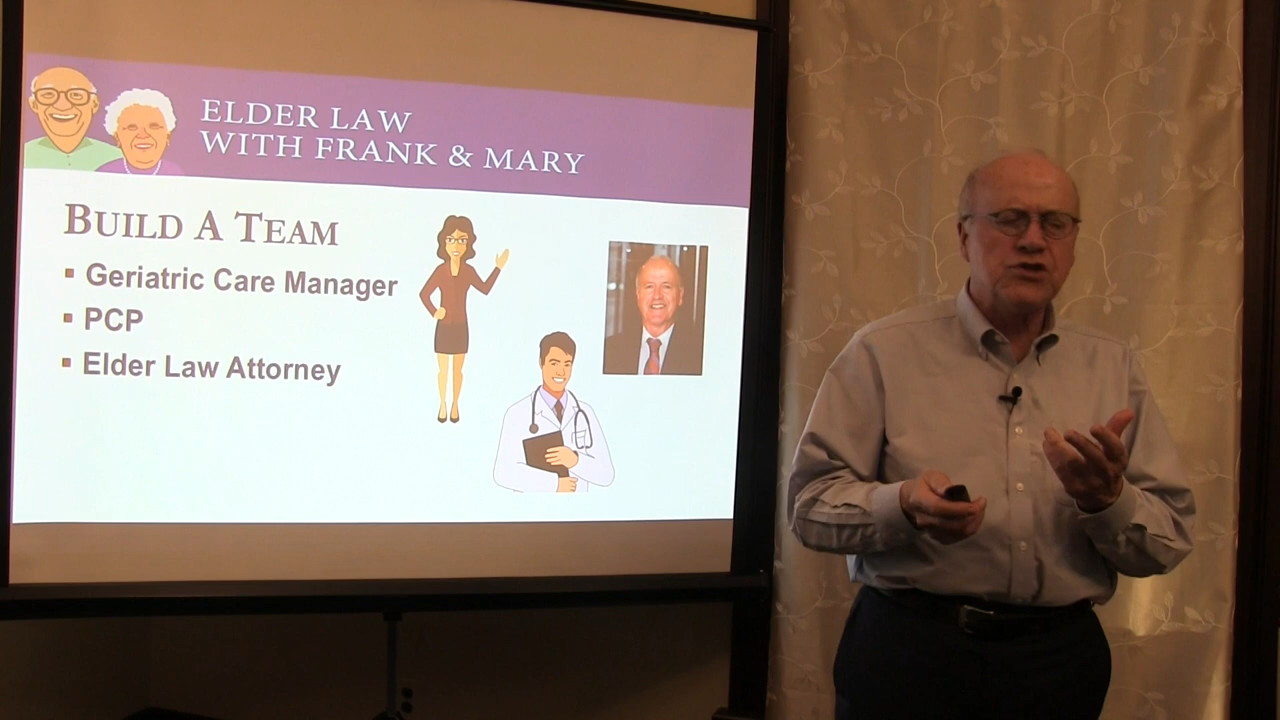 ELDER LAW
WITH FRANK & MARY
BUILD A TEAM
▪ Geriatric Care Manager
▪ PCP
▪ Elder Law Attorney